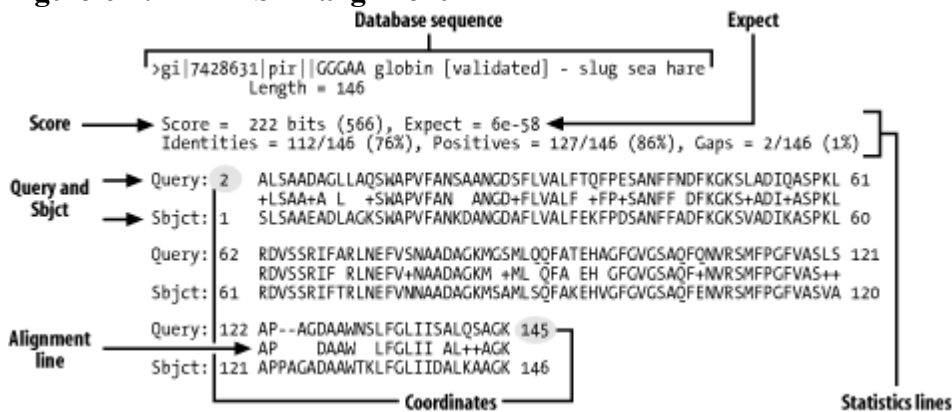 Database sequence Expect
>gi|7428631|pir||GGGAA globin [validated] - slug sea hare
Length = 146
Score Score = 222 bits (566), Expect = 6e-58
Identities = 112/146 (76%), Positives = 127/146 (86%), Gaps = 2/146 (1%)
Query and
Sbjct
Query: 2 ALSAADAGLLAQSWAPVFANSAANGDSFLVALFTQFPESANFFNDFKGKSLADIQASPKL 61
+LSAA+A L +SWAPVFAN ANGD+FLVALF +FP+SANFF DFKGKS+ADI+ASPKL
Sbjct: 1 SLSAAEADLAGKSWAPVFANKDANGDAFLVALFEKFPDSANFFADFKGKSVADIKASPKL 60
Query: 62 RDVSSRIFARLNEFVSNAADAGKMGSMLQQFATEHAGFGVGSAQFQNVRSMFPGFVASLS 121
RDVSSRIF RLNEFV+NAADAGKM +ML QFA EH GFGVGSAQF+NVRSMFPGFVAS++
Sbjct: 61 RDVSSRIFTRLNEFVNNAADAGKMSAMLSQFAKEHVGFGVGSAQFENVRSMFPGFVASVA 120
Query: 122 AP--AGDAAWNSLFGLIISALQSAGK 145
Alignment
line
AP DAAW LFGLII AL++AGK
Sbjct: 121 APPAGADAAWTKLFGLIIDALKAAGK 146
Coordinates Statistics lines